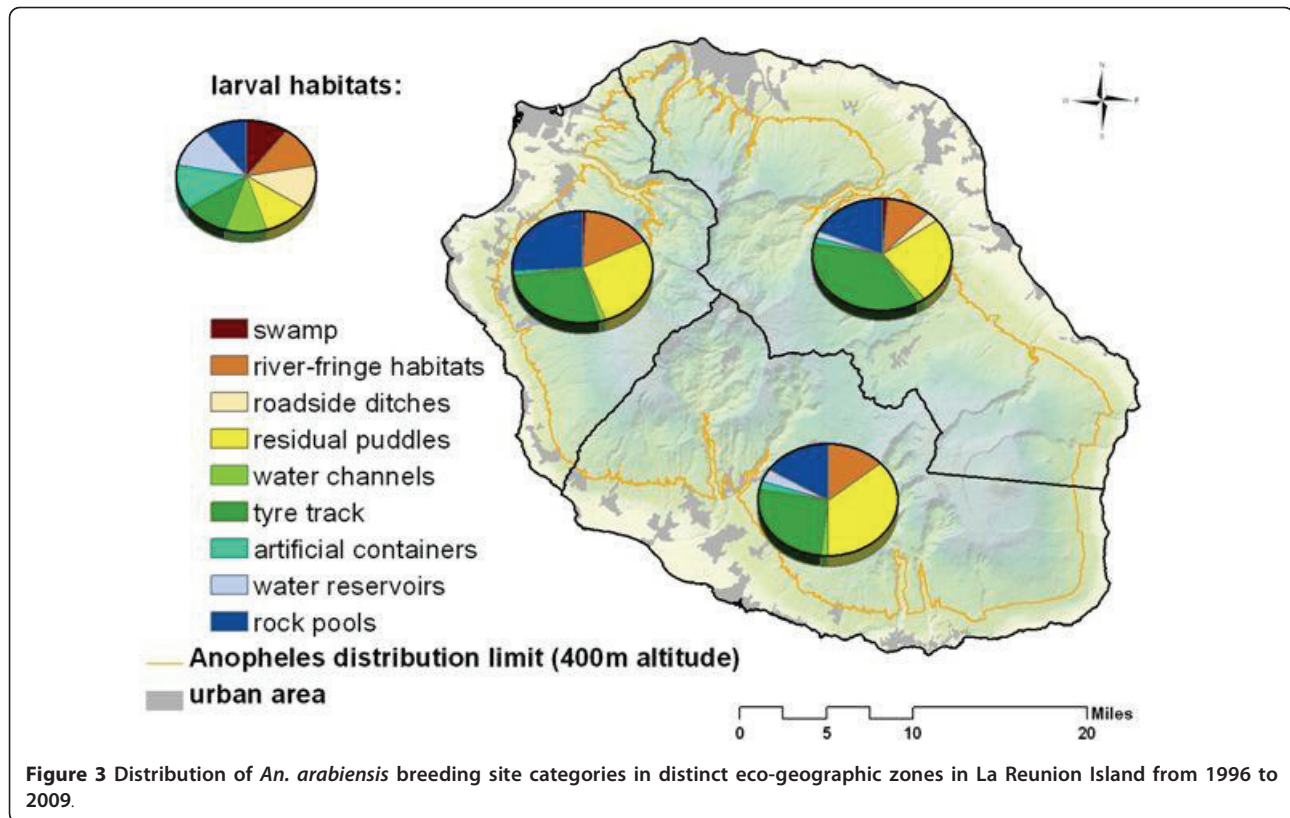 larval habitats:
N
W
S
swamp
river-fringe habitats
roadside ditches
residual puddles
water channels
tyre track
artificial containers
water reservoirs
rock pools
Anopheles distribution limit (400m altitude)
urban area
Miles
0 5 10 20
Figure 3 Distribution of An. arabiensis breeding site categories in distinct eco-geographic zones in La Reunion Island from 1996 to
2009.